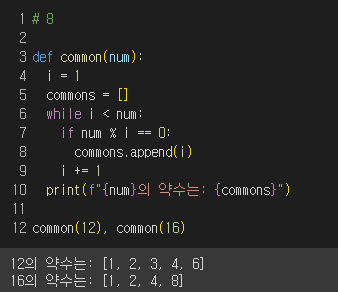 1 # 8
2
3 def common(num):
4   i = 1
5   commons = []
6   while i < num:
7     if num % i == 0:
8       commons.append(i)
9     i += 1
10   print(f"{num}의 약수는: {commons}")
11
12 common(12), common(16)
12의 약수는: [1, 2, 3, 4, 6]
16의 약수는: [1, 2, 4, 8]